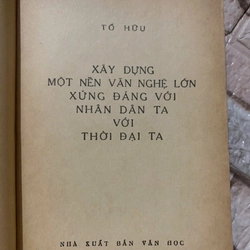 TỐ HỮU
XÂY DỰNG
MỘT NỀN VĂN NGHỆ LỚN
XỨNG ĐÁNG VỚI
NHÂN DÂN TA
VỚI
THỜI ĐẠI TA
NHA XUẤT BẢN VĂN HỌC